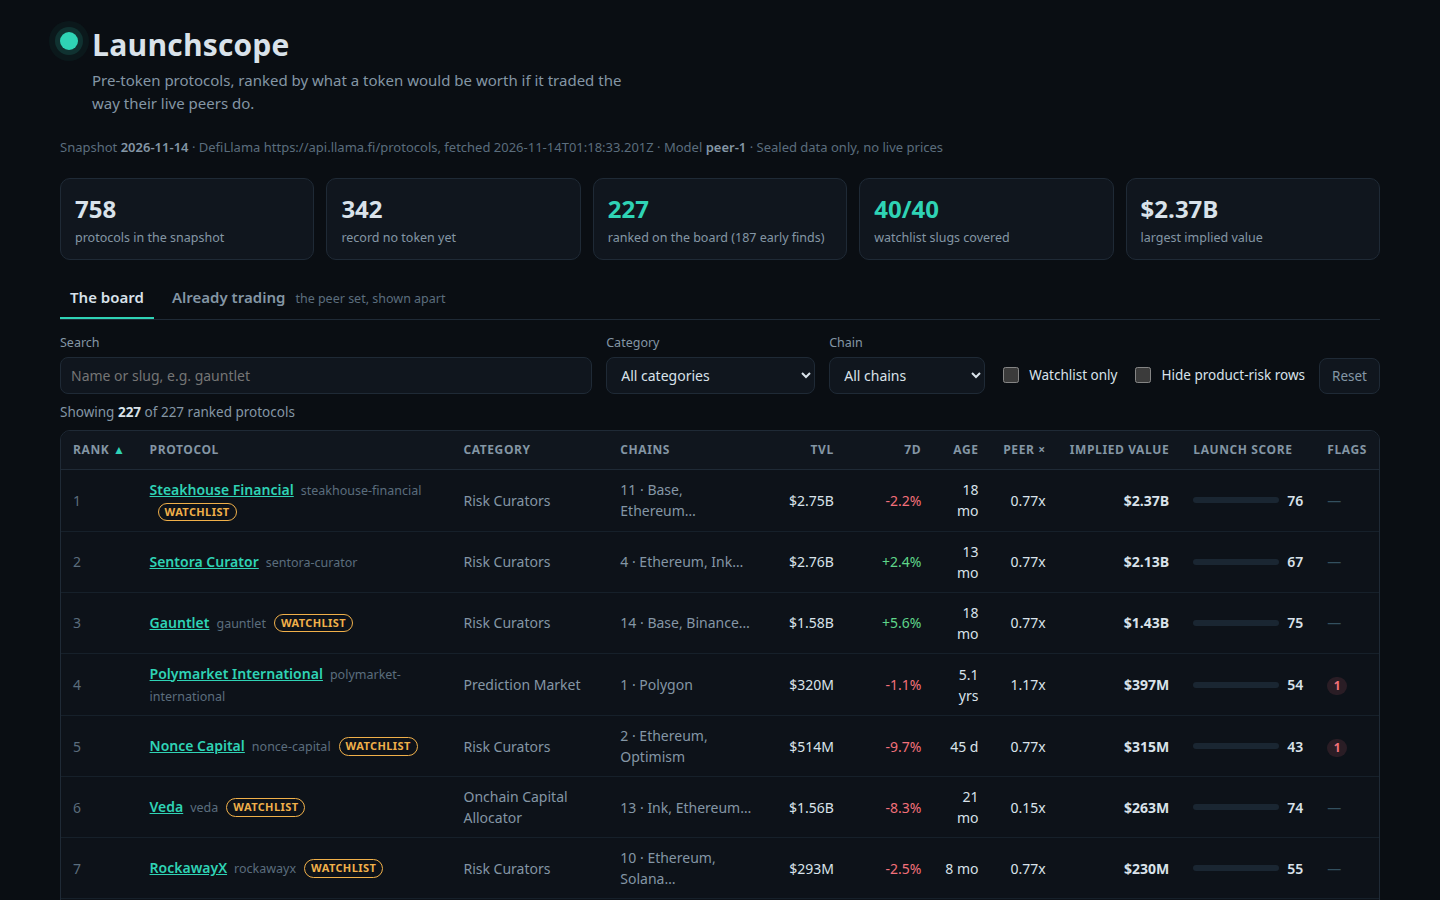 Launchscope
Pre-token protocols, ranked by what a token would be worth if it traded the
way their live peers do.
Snapshot 2026-11-14 · DefiLlama https://api.llama.fi/protocols, fetched 2026-11-14T01:18:33.201Z · Model peer-1 · Sealed data only, no live prices
758
protocols in the snapshot
342
record no token yet
227
ranked on the board (187 early finds)
40/40
watchlist slugs covered
$2.37B
largest implied value
The board Already trading the peer set, shown apart
Search Category Chain
Name or slug, e.g. gauntlet All categories All chains Watchlist only Hide product-risk rows Reset
Showing 227 of 227 ranked protocols
RANK ▲ PROTOCOL CATEGORY CHAINS TVL 7D AGE PEER × IMPLIED VALUE LAUNCH SCORE FLAGS
1 Steakhouse Financial steakhouse-financial WATCHLIST Risk Curators 11 · Base, Ethereum... $2.75B -2.2% 18 mo 0.77x $2.37B 76 —
2 Sentora Curator sentora-curator Risk Curators 4 · Ethereum, Ink... $2.76B +2.4% 13 mo 0.77x $2.13B 67 —
3 Gauntlet gauntlet WATCHLIST Risk Curators 14 · Base, Binance... $1.58B +5.6% 18 mo 0.77x $1.43B 75 —
4 Polymarket International polymarket-international Prediction Market 1 · Polygon $320M -1.1% 5.1 yrs 1.17x $397M 54 1
5 Nonce Capital nonce-capital WATCHLIST Risk Curators 2 · Ethereum, Optimism $514M -9.7% 45 d 0.77x $315M 43 1
6 Veda veda WATCHLIST Onchain Capital Allocator 13 · Ink, Ethereum... $1.56B -8.3% 21 mo 0.15x $263M 74 —
7 RockawayX rockawayx WATCHLIST Risk Curators 10 · Ethereum, Solana... $293M -2.5% 8 mo 0.77x $230M 55 —